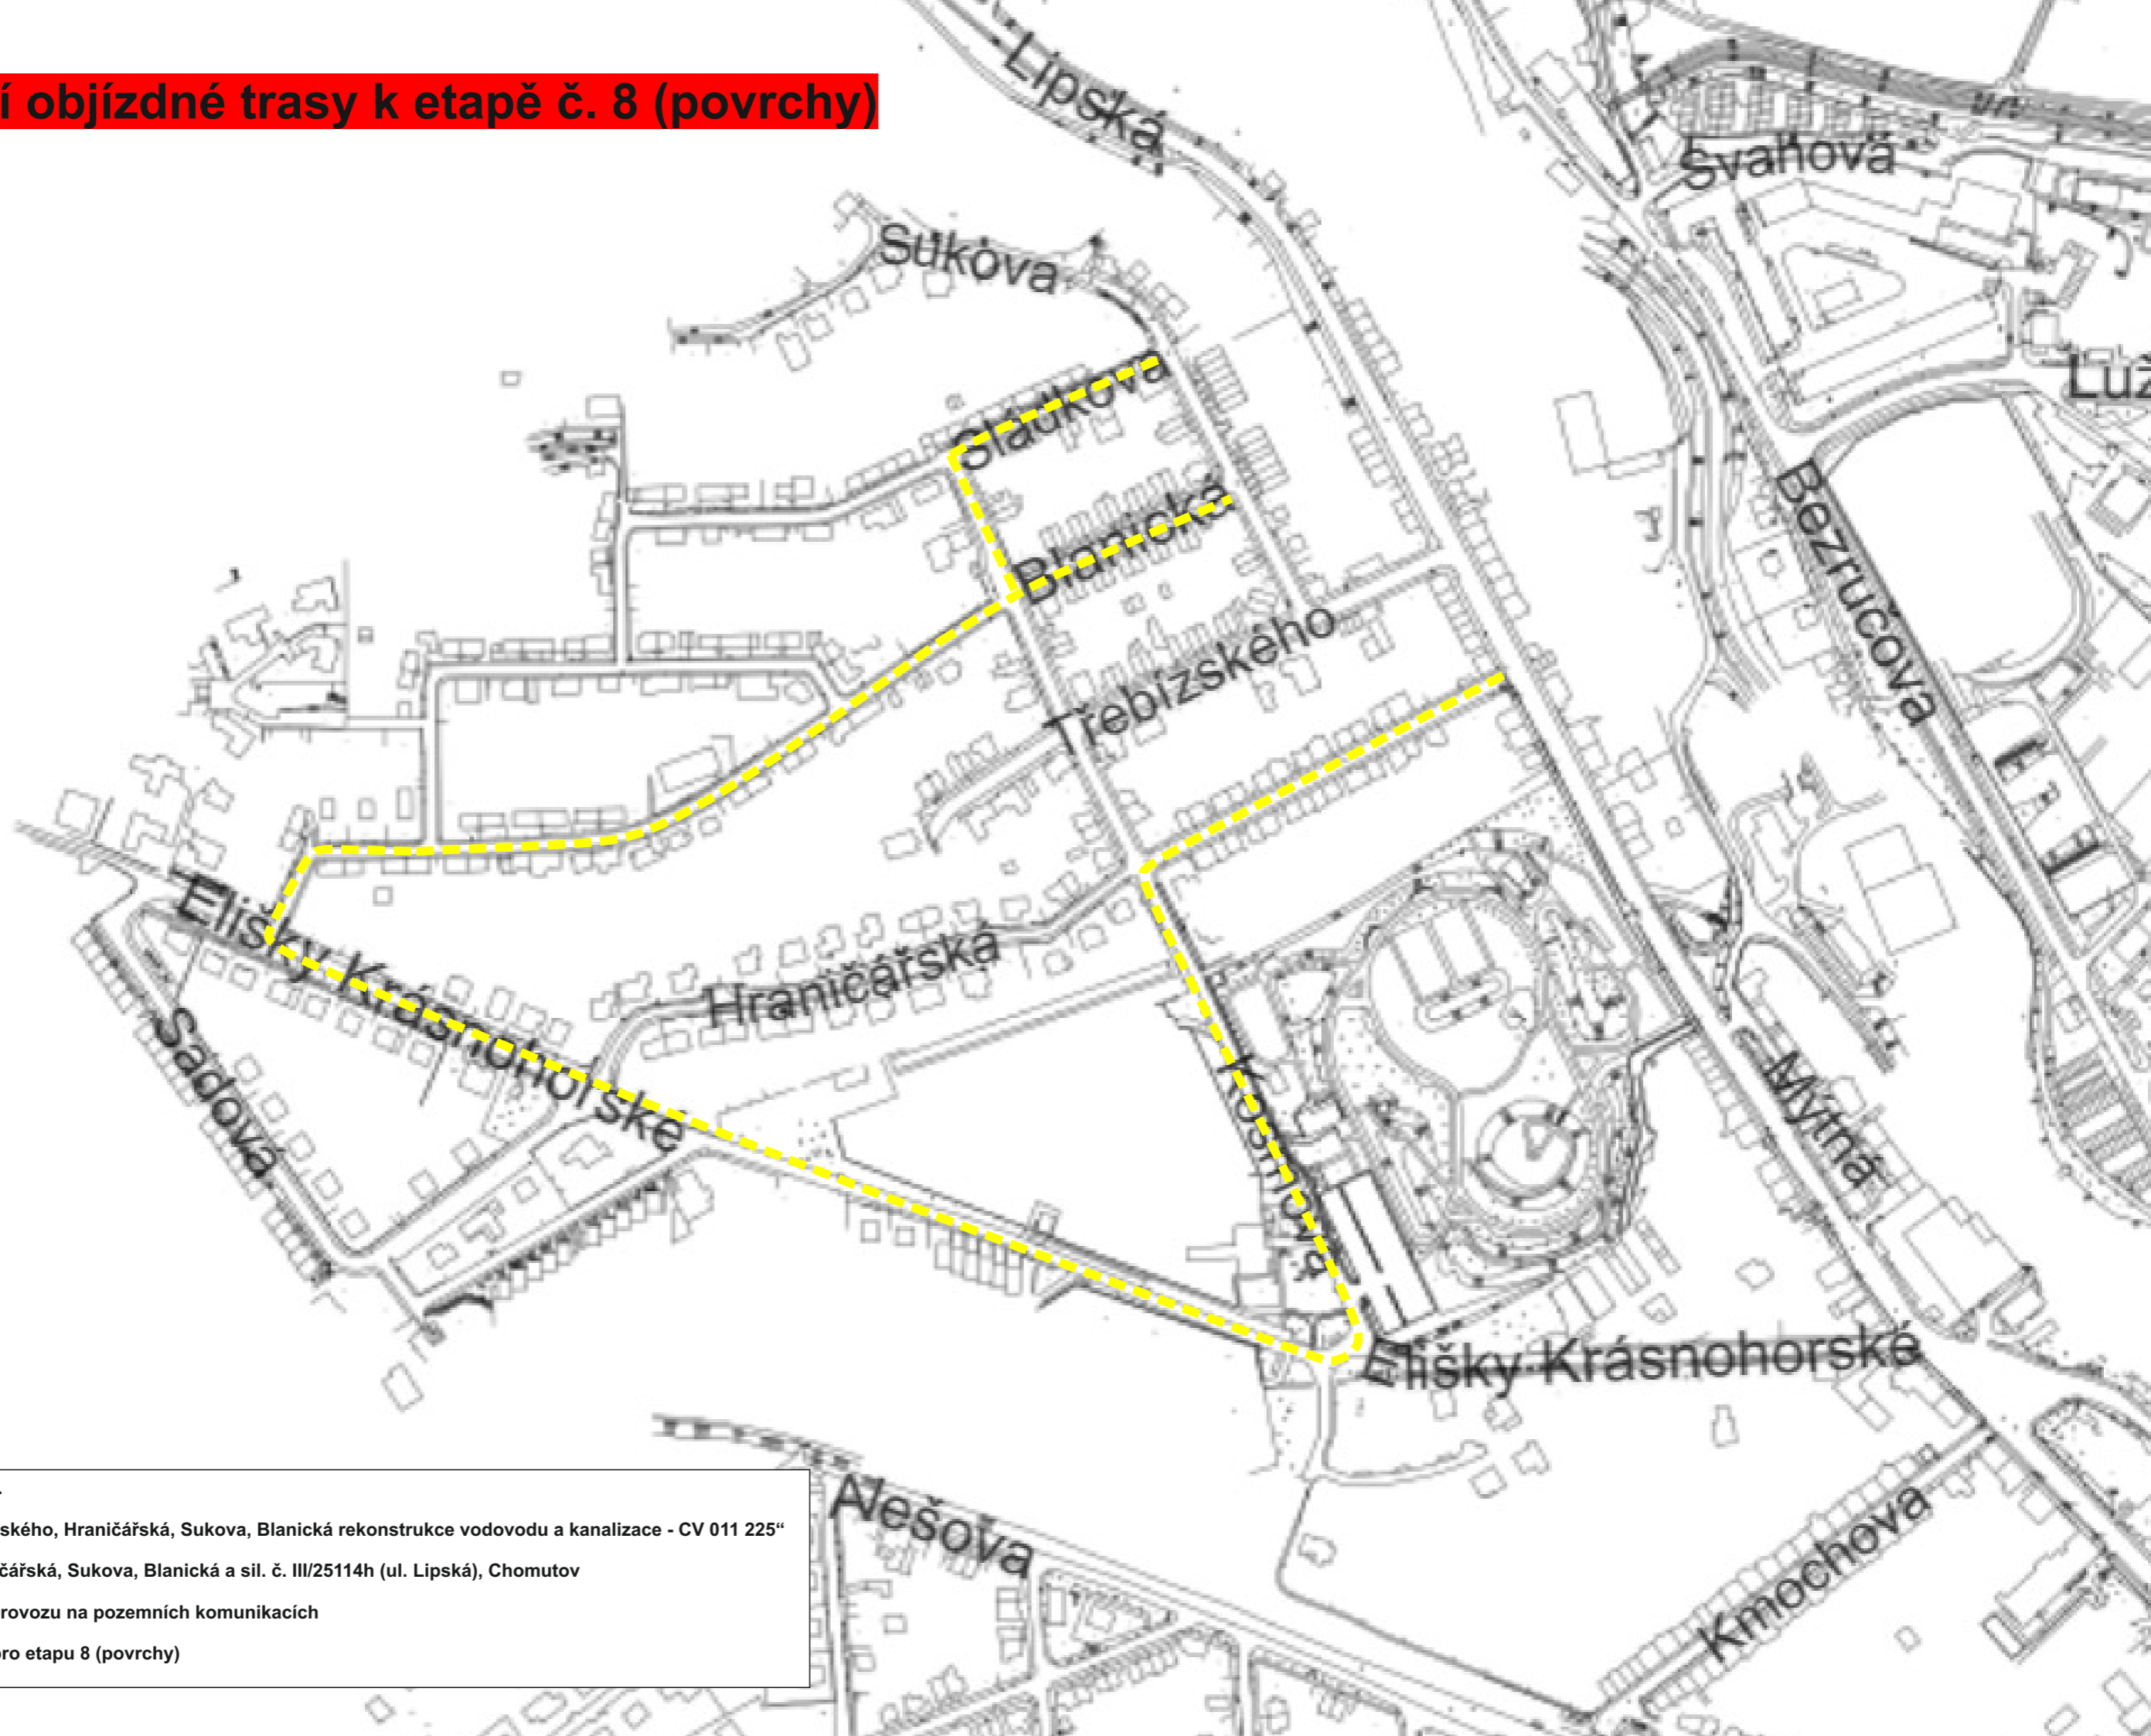 í objízdné trasy k etapě č. 8 (povrchy)
Lipská
Svahová
Sukova
Luž
Sládkova
Blanická
Bezručova
Třebízského
Elišky Krásnohorské
Hraničářská
Sadová
Kosmova
Mýtná
Elišky Krásnohorské
Alešova
Kmochova
ského, Hraničářská, Sukova, Blanická rekonstrukce vodovodu a kanalizace - CV 011 225“
čářská, Sukova, Blanická a sil. č. III/25114h (ul. Lipská), Chomutov
rovozu na pozemních komunikacích
pro etapu 8 (povrchy)